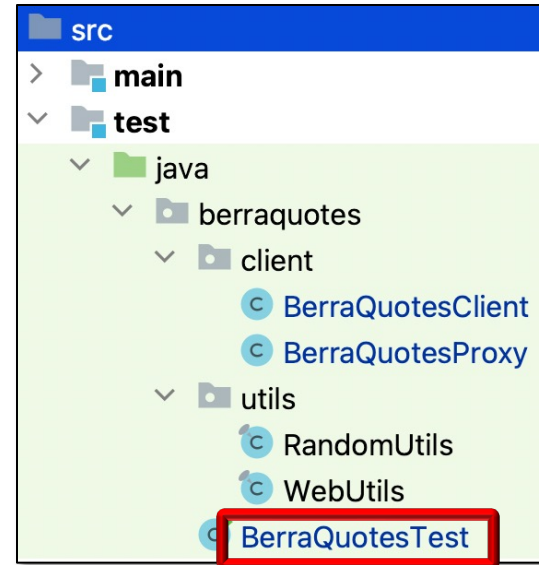 src
main
test
java
berraquotes
client
C BerraQuotesClient
C BerraQuotesProxy
utils
C RandomUtils
C WebUtils
C BerraQuotesTest